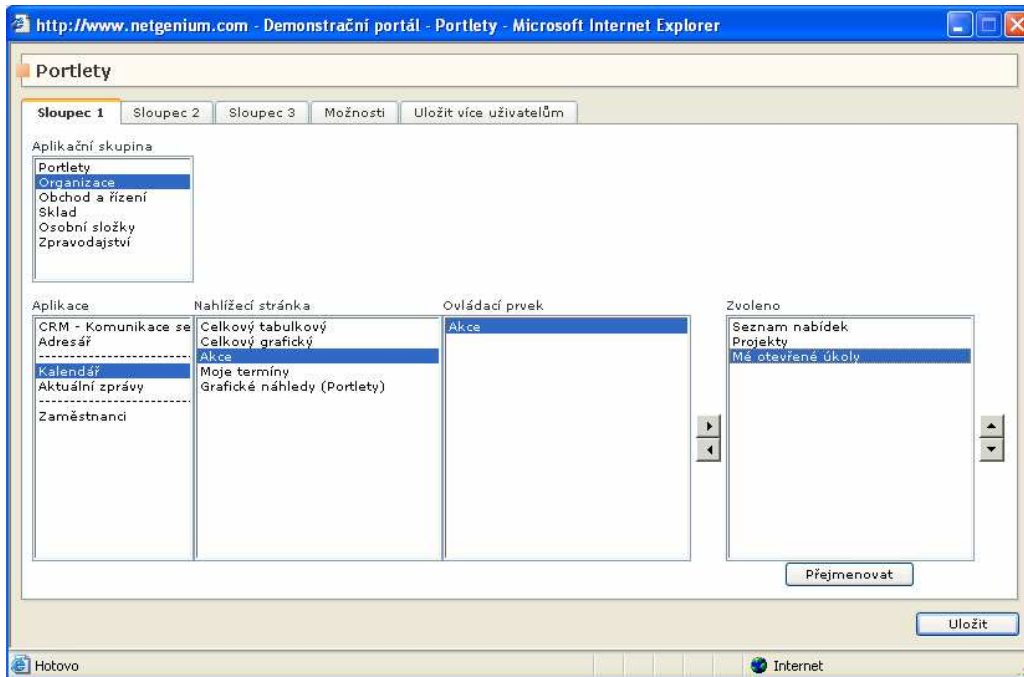 http://www.netgenium.com - Demonstrační portál - Portlety - Microsoft Internet Explorer
Portlety
Sloupec 1 Sloupec 2 Sloupec 3 Možnosti Uložit více uživatelům
Aplikační skupina
Portlety
Organizace
Obchod a řízení
Sklad
Osobní složky
Zpravodajství
Aplikace
CRM - Komunikace se
Adresář
--------------------
Kalendář
Aktuální zprávy
--------------------
Zaměstnanci
Nahlížecí stránka
Celkový tabulkový
Celkový grafický
Akce
Moje termíny
Grafické náhledy (Portlety)
Ovládací prvek
Akce
Zvoleno
Seznam nabídek
Projekty
Mé otevřené úkoly
Přejmenovat
Uložit
Hotovo Internet